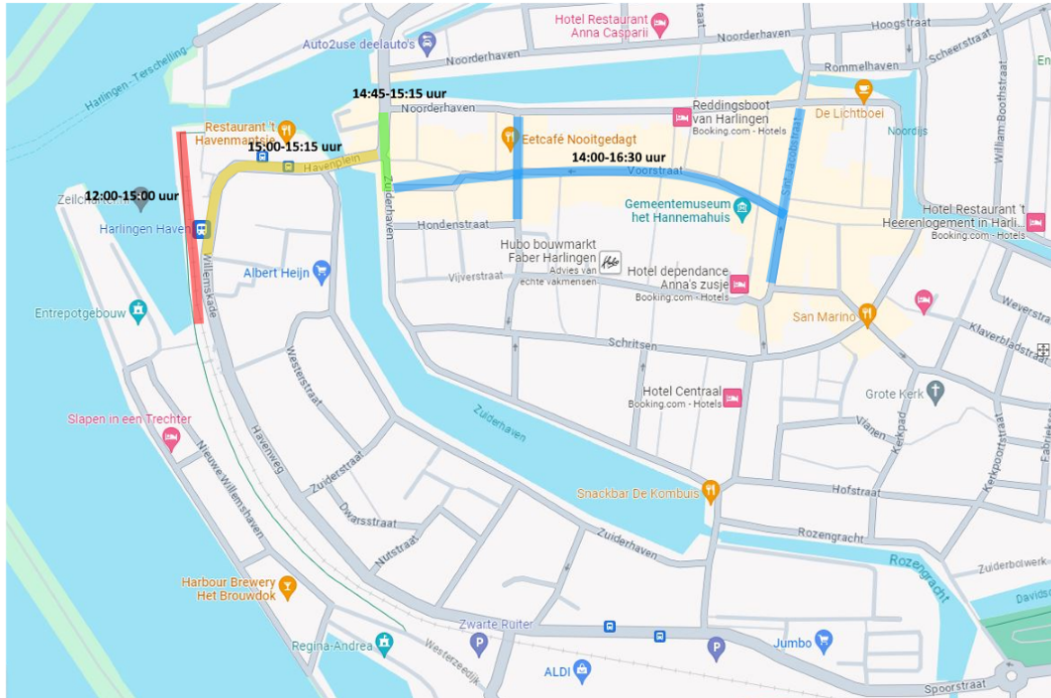 Hotel Restaurant
Anna Casparii
Noorderhaven
Hoogstraat
Scheerstraat
Auto2use deelauto's
Noorderhaven
Rommelhaven
Harlingen - Terschelling
14:45-15:15 uur
Noorderhaven
Reddingsboot
van Harlingen
Booking.com - Hotels
De Lichtboei
Noordijs
William Boothstraat
Restaurant 't
Havenmantsje
15:00-15:15 uur
Havenplein
Eetcafé Nooitgedagt
14:00-16:30 uur
Voorstraat
Sint Jacobstraat
12:00-15:00 uur
Zuiderhaven
Harlingen Haven
Willemskade
Hondenstraat
Gemeentemuseum
het Hannemahuis
Hotel Restaurant 't
Heerenlogement in Harli...
Booking.com - Hotels
Hubo bouwmarkt
Faber Harlingen
Advies van
echte vakmensen
Albert Heijn
Vijverstraat
Hotel dependance
Anna's zusje
Booking.com - Hotels
Entrepotgebouw
San Marino
Weverstra
Klaverbladstraat
Schritsen
Westerstraat
Hotel Centraal
Booking.com - Hotels
Grote Kerk
Slapen in een Trechter
Zuiderhaven
Vianen
Kerkpad
Kerkpoortstraat
Fabriekst
Nieuwe Willemshaven
Havenweg
Zuiderstraat
Snackbar De Kombuis
Hofstraat
Dwarsstraat
Nutstraat
Zuiderhaven
Rozengracht
Rozengracht
Zuiderbolwerk
Harbour Brewery
Het Brouwdok
Davids
Zwarte Ruiter
Regina-Andrea
Westerzeedijk
P
P
Jumbo
ALDI
Spoorstraat